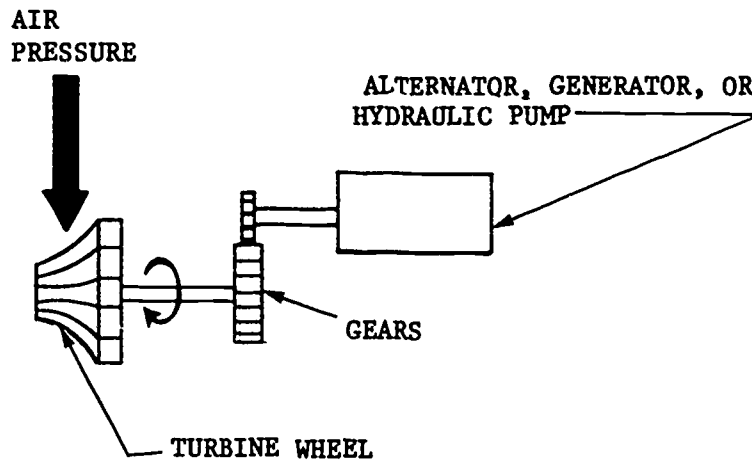 AIR
PRESSURE
ALTERNATOR, GENERATOR, OR
HYDRAULIC PUMP
GEARS
TURBINE WHEEL